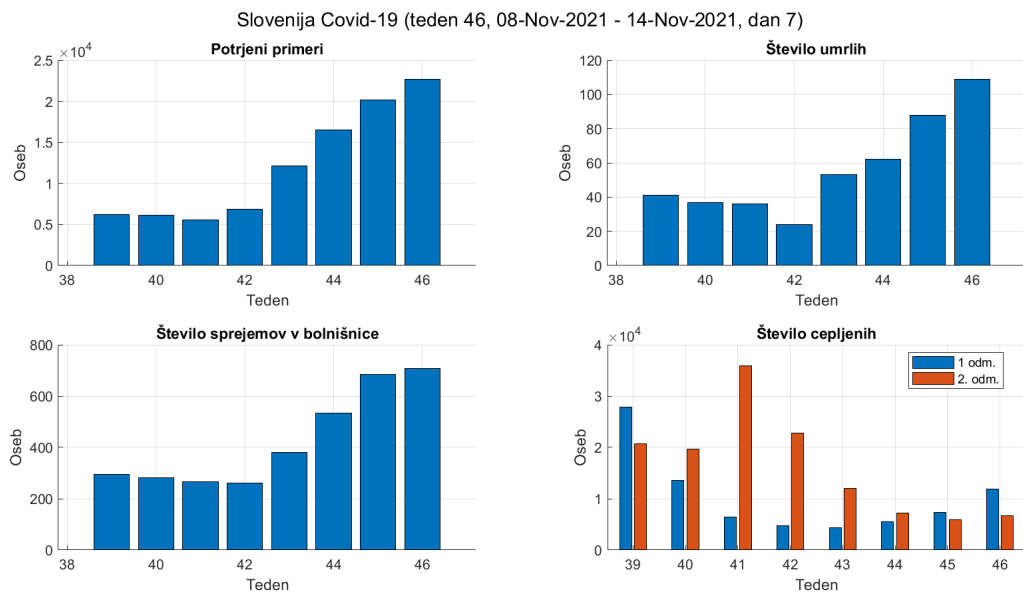 Slovenija Covid-19 (teden 46, 08-Nov-2021 - 14-Nov-2021, dan 7)
Potrjeni primeri
×10⁴
2.5
2
1.5
1
0.5
0
Oseb
38 40 42 44 46
Teden
Število umrlih
120
100
80
60
40
20
0
Oseb
38 40 42 44 46
Teden
Število sprejemov v bolnišnice
800
600
400
200
0
Oseb
38 40 42 44 46
Teden
Število cepljenih
×10⁴
4
3
2
1
0
Oseb
1 odm.
2. odm.
39 40 41 42 43 44 45 46
Teden